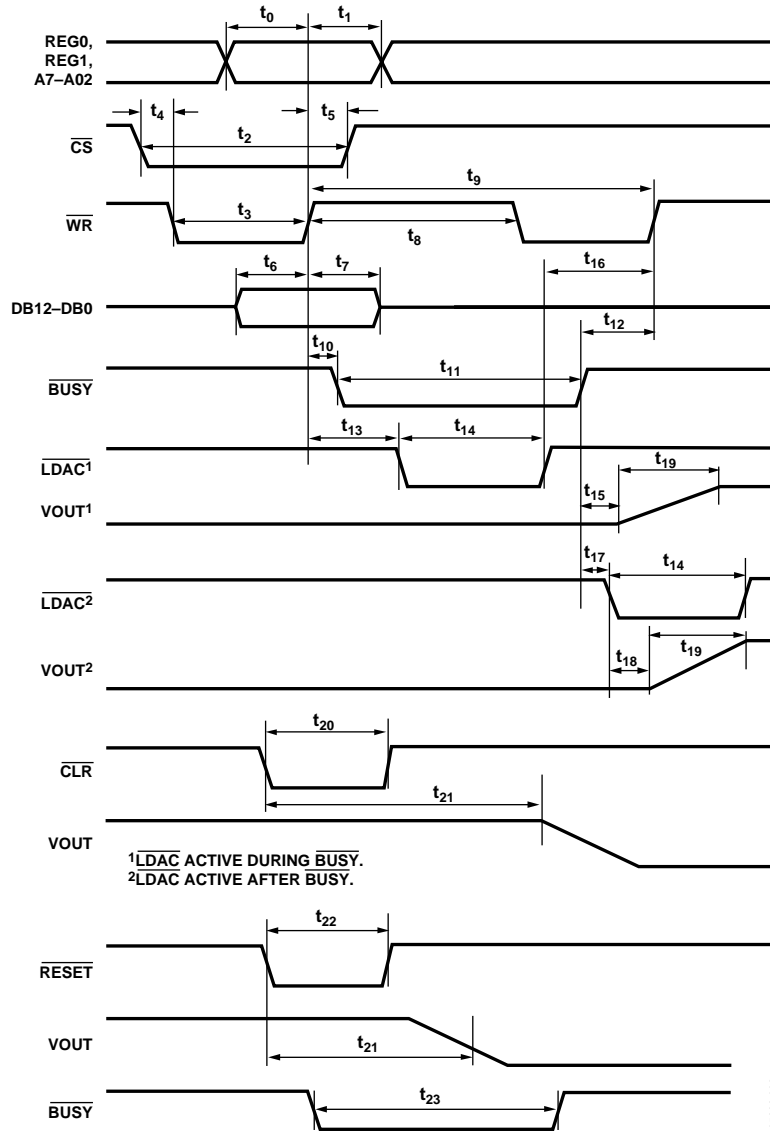 t0 t1
REG0,
REG1,
A7–A02
t4 t5
t2
CS
t9
t3
WR
t8
t16
t6 t7
DB12–DB0
t12
t10
t11
BUSY
t13 t14
LDAC1
t19
t15
VOUT1
t17
t14
LDAC2
t19
t18
VOUT2
t20
CLR
t21
VOUT
1LDAC ACTIVE DURING BUSY.
2LDAC ACTIVE AFTER BUSY.
t22
RESET
VOUT
t21
t23
BUSY